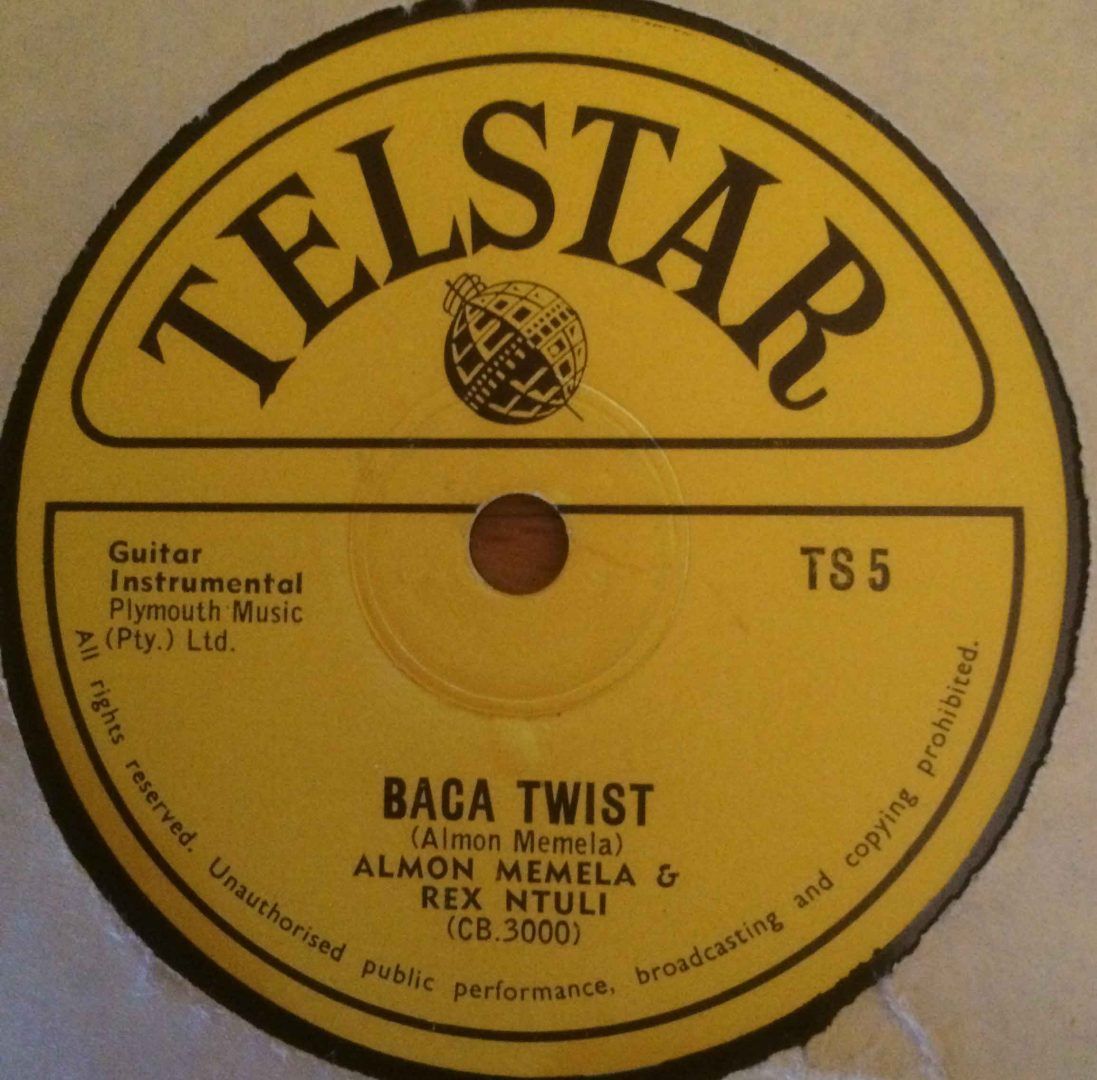 TELSTAR
Guitar
Instrumental
Plymouth Music
(Pty.) Ltd.
TS 5
BACA TWIST
(Almon Memela)
ALMON MEMELA &
REX NTULI
(CB.3000)
All rights reserved. Unauthorised public performance, broadcasting and copying prohibited.